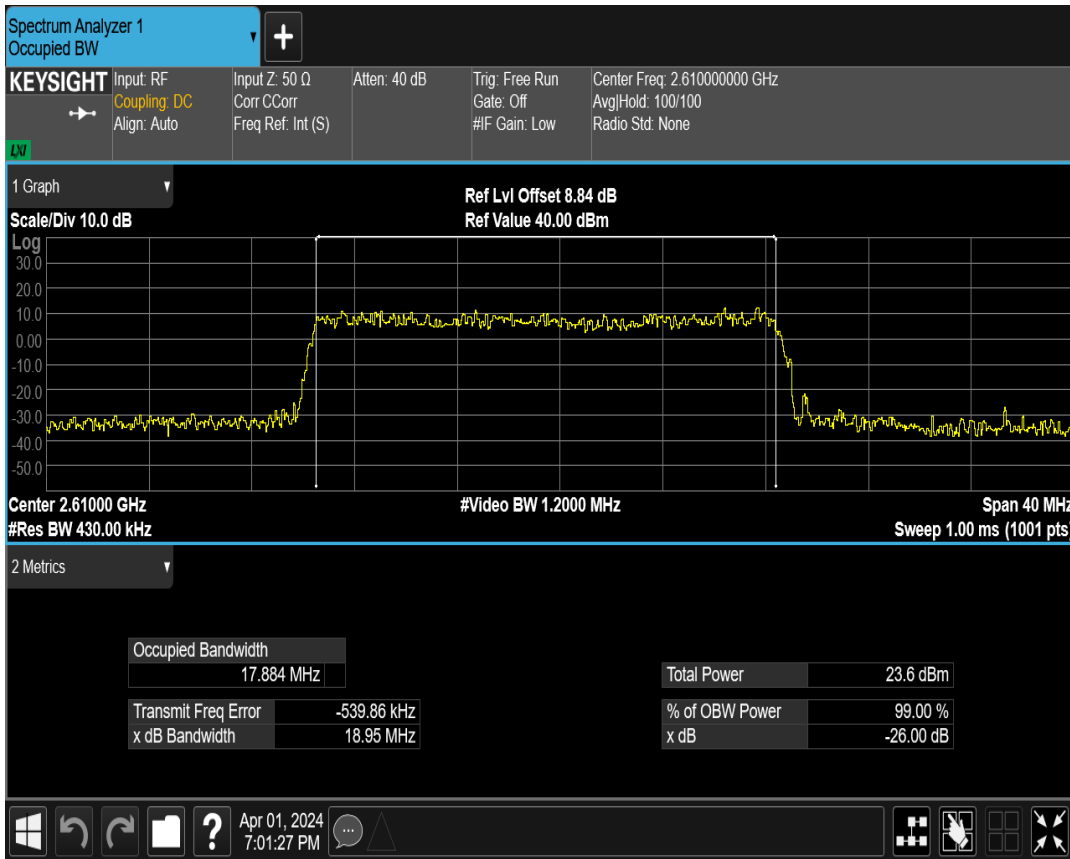 Spectrum Analyzer 1
Occupied BW
+
KEYSIGHT
LXI
Input: RF
Coupling: DC
Align: Auto
Input Z: 50 Ω
Corr CCorr
Freq Ref: Int (S)
Atten: 40 dB
Trig: Free Run
Gate: Off
#IF Gain: Low
Center Freq: 2.610000000 GHz
Avg|Hold: 100/100
Radio Std: None
1 Graph
Scale/Div 10.0 dB
Ref Lvl Offset 8.84 dB
Ref Value 40.00 dBm
Log
30.0
20.0
10.0
0.00
-10.0
-20.0
-30.0
-40.0
-50.0
Center 2.61000 GHz
#Video BW 1.2000 MHz
Span 40 MHz
#Res BW 430.00 kHz
Sweep 1.00 ms (1001 pts)
2 Metrics
Occupied Bandwidth
17.884 MHz
Total Power 23.6 dBm
Transmit Freq Error -539.86 kHz
% of OBW Power 99.00 %
x dB Bandwidth 18.95 MHz
x dB -26.00 dB
?
Apr 01, 2024
7:01:27 PM